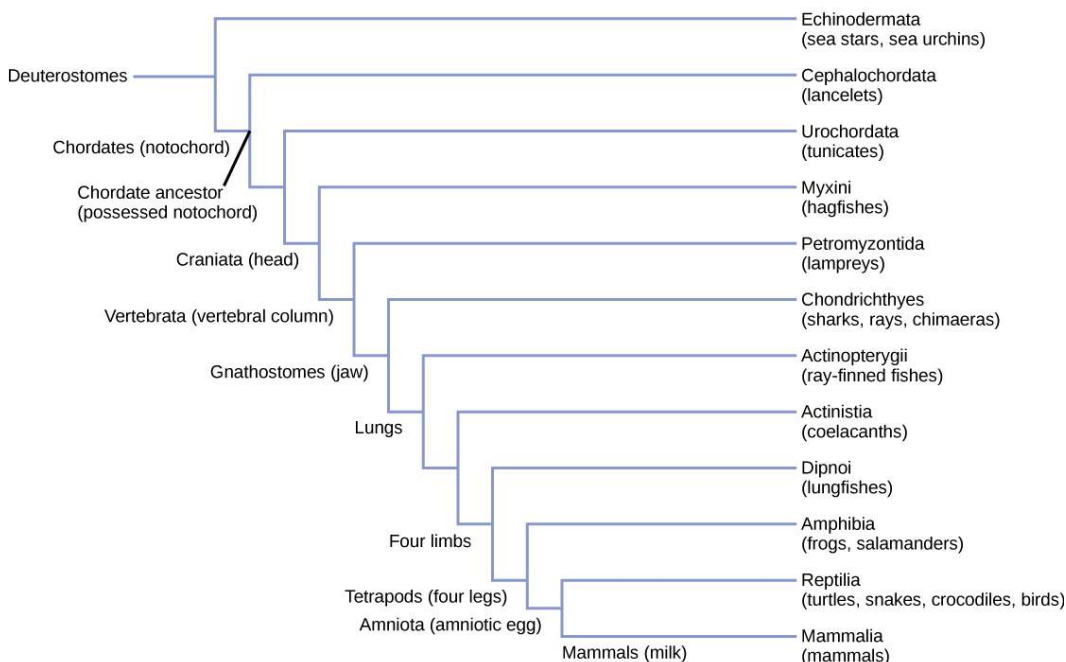 Echinodermata
(sea stars, sea urchins)
Deuterostomes
Cephalochordata
(lancelets)
Urochordata
(tunicates)
Chordates (notochord)
Chordate ancestor
(possessed notochord)
Myxini
(hagfishes)
Petromyzontida
(lampreys)
Craniata (head)
Chondrichthyes
(sharks, rays, chimaeras)
Vertebrata (vertebral column)
Actinopterygii
(ray-finned fishes)
Gnathostomes (jaw)
Actinistia
(coelacanths)
Lungs
Dipnoi
(lungfishes)
Amphibia
(frogs, salamanders)
Four limbs
Reptilia
(turtles, snakes, crocodiles, birds)
Tetrapods (four legs)
Amniota (amniotic egg)
Mammalia
(mammals)
Mammals (milk)